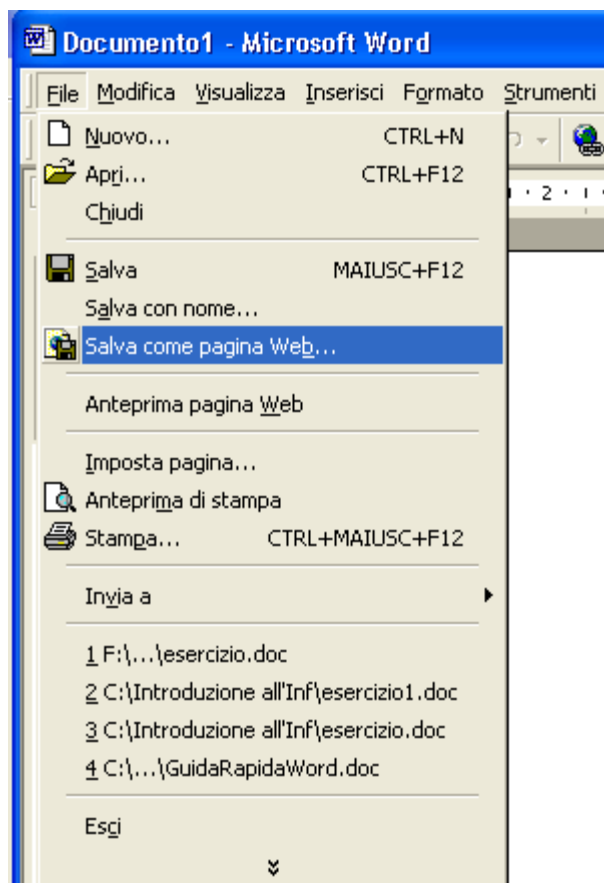 Documento1 - Microsoft Word
File Modifica Visualizza Inserisci Formato Strumenti
Nuovo... CTRL+N
Apri... CTRL+F12
Chiudi
Salva MAIUSC+F12
Salva con nome...
Salva come pagina Web...
Anteprima pagina Web
Imposta pagina...
Anteprima di stampa
Stampa... CTRL+MAIUSC+F12
Invia a
1 F:\...\esercizio.doc
2 C:\Introduzione all'Inf\esercizio1.doc
3 C:\Introduzione all'Inf\esercizio.doc
4 C:\...\GuidaRapidaWord.doc
Esci
2